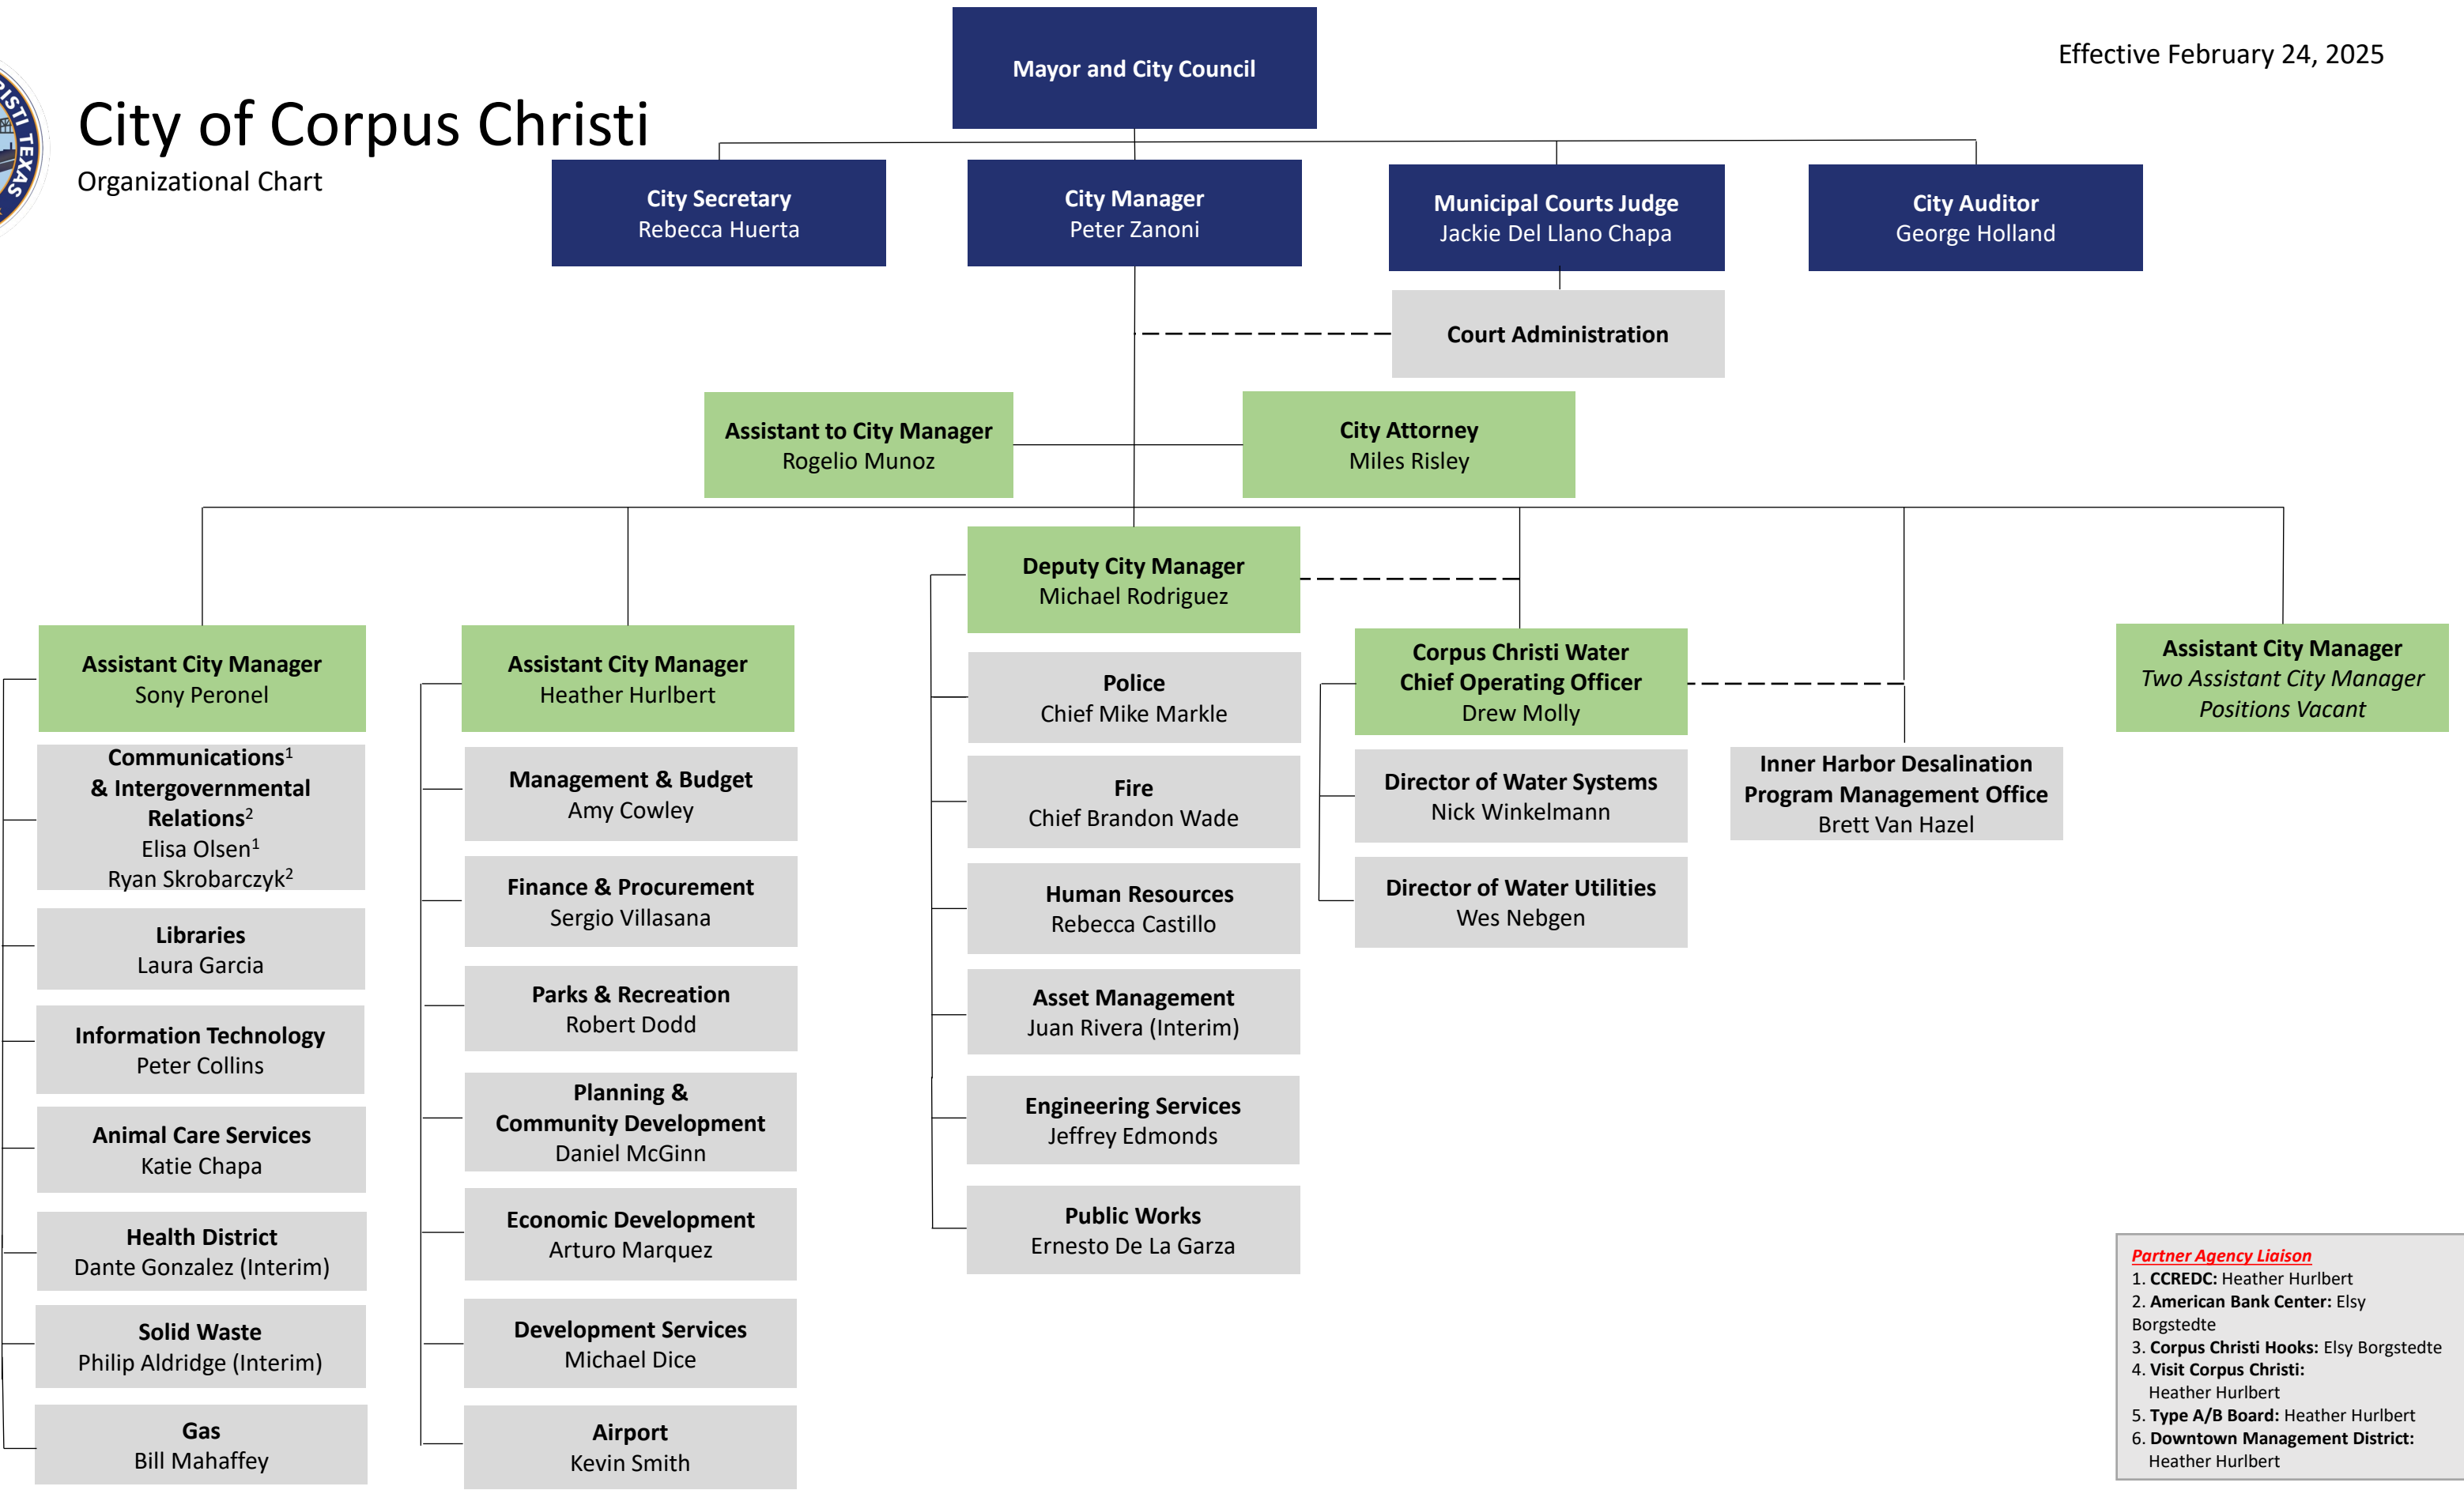 Effective February 24, 2025
TEXAS
City of Corpus Christi
Organizational Chart
Mayor and City Council
City Secretary
Rebecca Huerta
City Manager
Peter Zanoni
Municipal Courts Judge
Jackie Del Llano Chapa
City Auditor
George Holland
Court Administration
Assistant to City Manager
Rogelio Munoz
City Attorney
Miles Risley
Deputy City Manager
Michael Rodriguez
Assistant City Manager
Sony Peronel
Communications¹
& Intergovernmental
Relations²
Elisa Olsen¹
Ryan Skrobarczyk²
Libraries
Laura Garcia
Information Technology
Peter Collins
Animal Care Services
Katie Chapa
Health District
Dante Gonzalez (Interim)
Solid Waste
Philip Aldridge (Interim)
Gas
Bill Mahaffey
Assistant City Manager
Heather Hurlbert
Management & Budget
Amy Cowley
Finance & Procurement
Sergio Villasana
Parks & Recreation
Robert Dodd
Planning &
Community Development
Daniel McGinn
Economic Development
Arturo Marquez
Development Services
Michael Dice
Airport
Kevin Smith
Police
Chief Mike Markle
Fire
Chief Brandon Wade
Human Resources
Rebecca Castillo
Asset Management
Juan Rivera (Interim)
Engineering Services
Jeffrey Edmonds
Public Works
Ernesto De La Garza
Corpus Christi Water
Chief Operating Officer
Drew Molly
Director of Water Systems
Nick Winkelmann
Director of Water Utilities
Wes Nebgen
Inner Harbor Desalination
Program Management Office
Brett Van Hazel
Assistant City Manager
Two Assistant City Manager
Positions Vacant
Partner Agency Liaison
1. CCREDC: Heather Hurlbert
2. American Bank Center: Elsy
Borgstedte
3. Corpus Christi Hooks: Elsy Borgstedte
4. Visit Corpus Christi:
Heather Hurlbert
5. Type A/B Board: Heather Hurlbert
6. Downtown Management District:
Heather Hurlbert